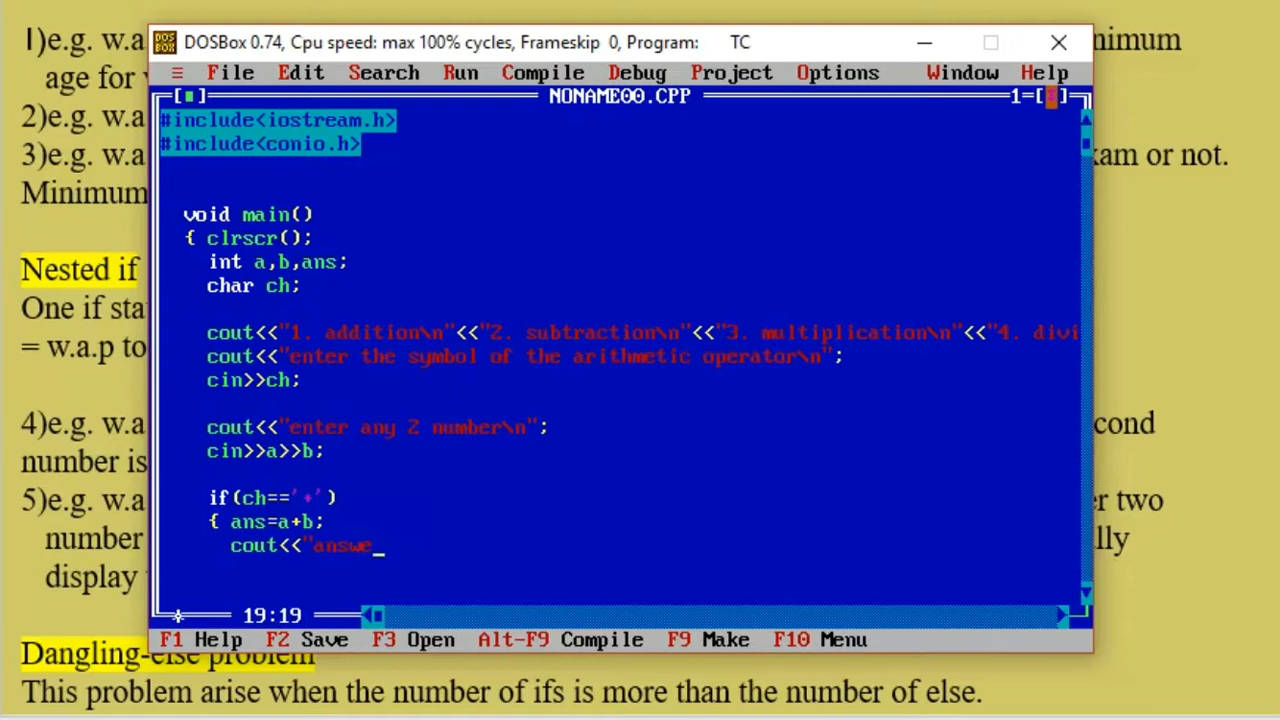 1)e.g. w.a
nimum
age for
2)e.g. w.a
3)e.g. w.a
xam or not.
Minimum
Nested if
One if sta
= w.a.p to
4)e.g. w.a
cond
number is
5)e.g. w.a
er two
number
lly
display
Dangling-else problem
This problem arise when the number of ifs is more than the number of else.
DOSBox 0.74, Cpu speed: max 100% cycles, Frameskip 0, Program: TC
≡ File Edit Search Run Compile Debug Project Options Window Help
NONAME00.CPP 1=[↕]
#include<iostream.h>
#include<conio.h>
void main()
{ clrscr();
int a,b,ans;
char ch;
cout<<"1. addition\n"<<"2. subtraction\n"<<"3. multiplication\n"<<"4. divi
cout<<"enter the symbol of the arithmetic operator\n";
cin>>ch;
cout<<"enter any 2 number\n";
cin>>a>>b;
if(ch=='+')
{ ans=a+b;
cout<<"answe_
19:19
F1 Help F2 Save F3 Open Alt-F9 Compile F9 Make F10 Menu